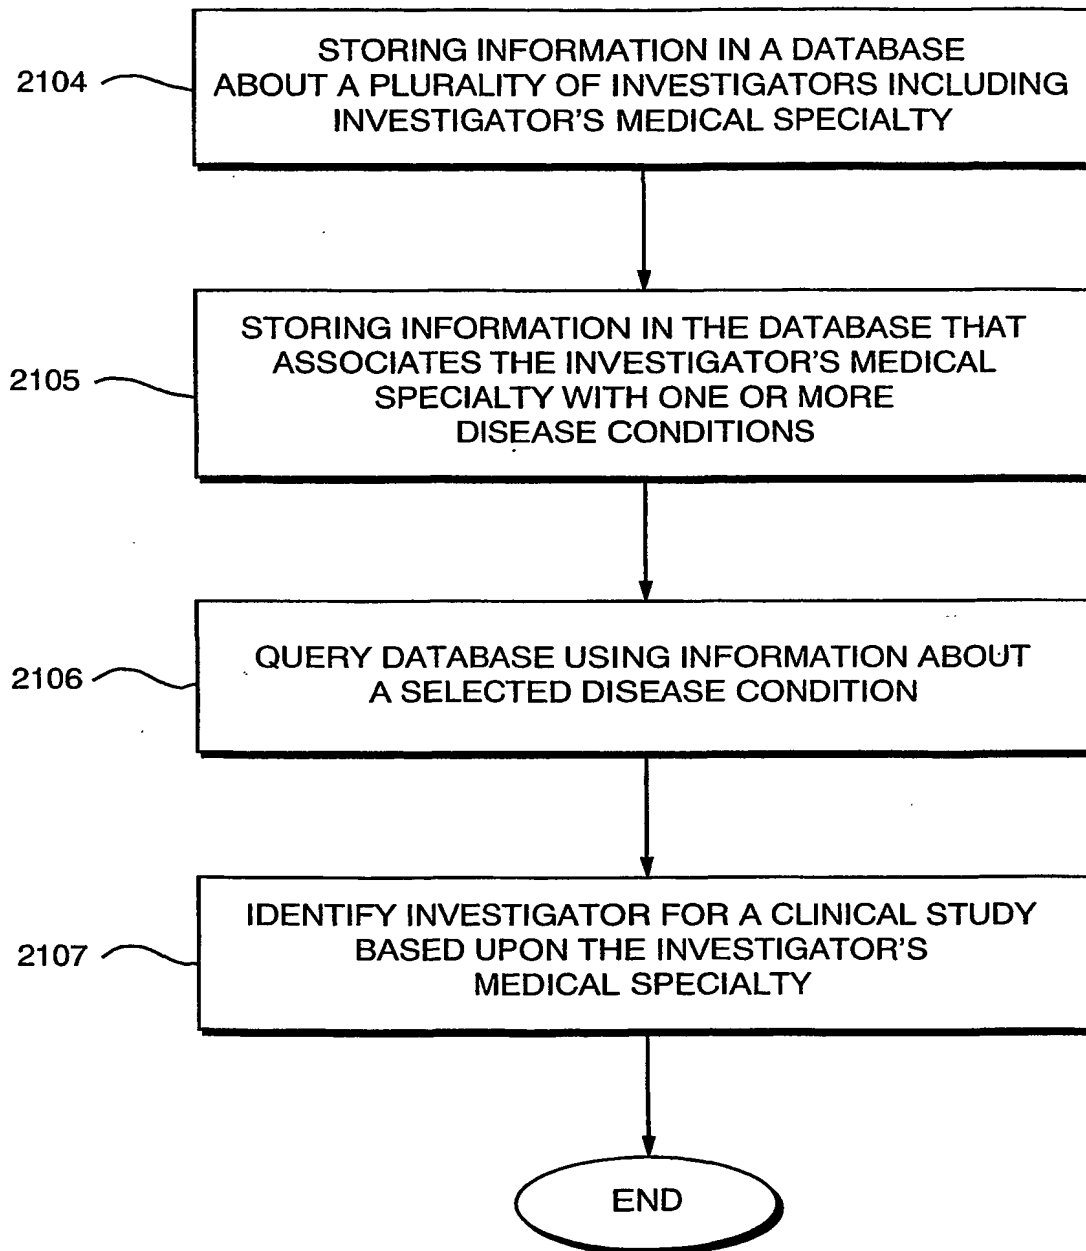 2104
STORING INFORMATION IN A DATABASE
ABOUT A PLURALITY OF INVESTIGATORS INCLUDING
INVESTIGATOR'S MEDICAL SPECIALTY
2105
STORING INFORMATION IN THE DATABASE THAT
ASSOCIATES THE INVESTIGATOR'S MEDICAL
SPECIALTY WITH ONE OR MORE
DISEASE CONDITIONS
2106
QUERY DATABASE USING INFORMATION ABOUT
A SELECTED DISEASE CONDITION
2107
IDENTIFY INVESTIGATOR FOR A CLINICAL STUDY
BASED UPON THE INVESTIGATOR'S
MEDICAL SPECIALTY
END